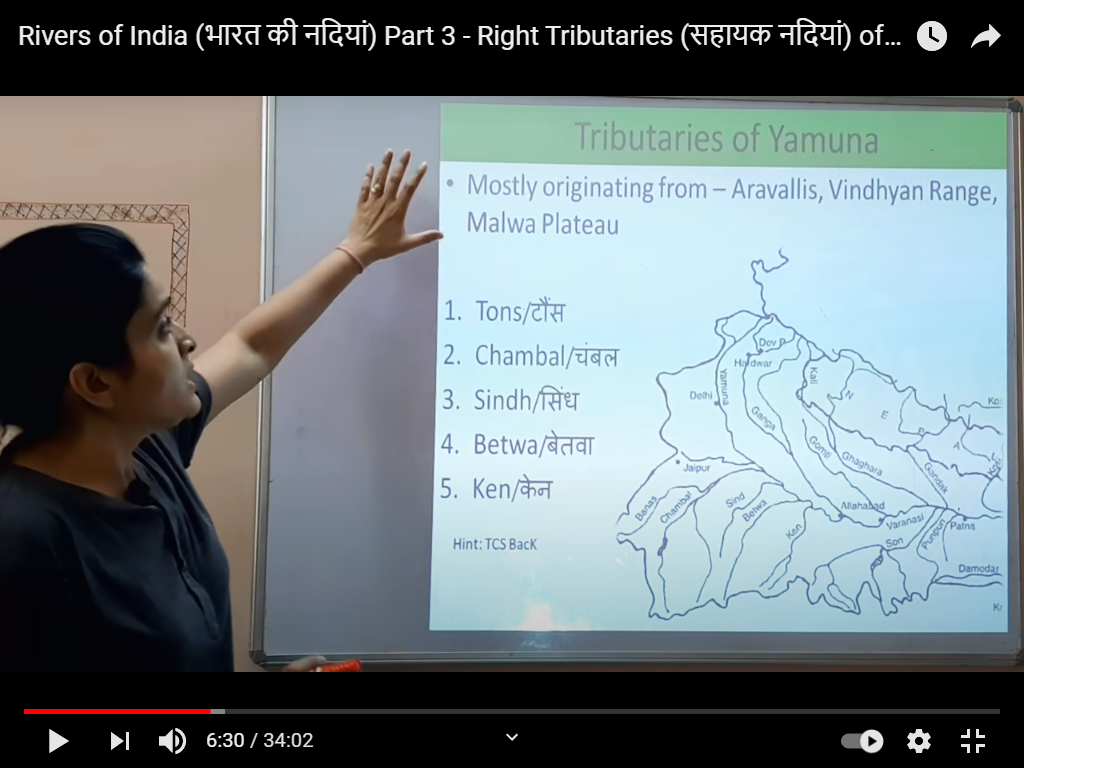 Rivers of India (भारत की नदियां) Part 3 - Right Tributaries (सहायक नदियां) of...
Tributaries of Yamuna
• Mostly originating from – Aravallis, Vindhyan Range,
Malwa Plateau
1. Tons/टौंस
2. Chambal/चंबल
3. Sindh/सिंध
4. Betwa/बेतवा
5. Ken/केन
Hint: TCS BacK
Dev P
Hardwar
Yamuna
Delhi
Kali
N
E
P
A
Ko
Ganga
Gomti
Ghaghara
Gandak
Jaipur
Banas
Chambal
Sind
Betwa
Ken
Allahabad
Varanasi
Patna
Son
Punpun
Damodar
6:30 / 34:02